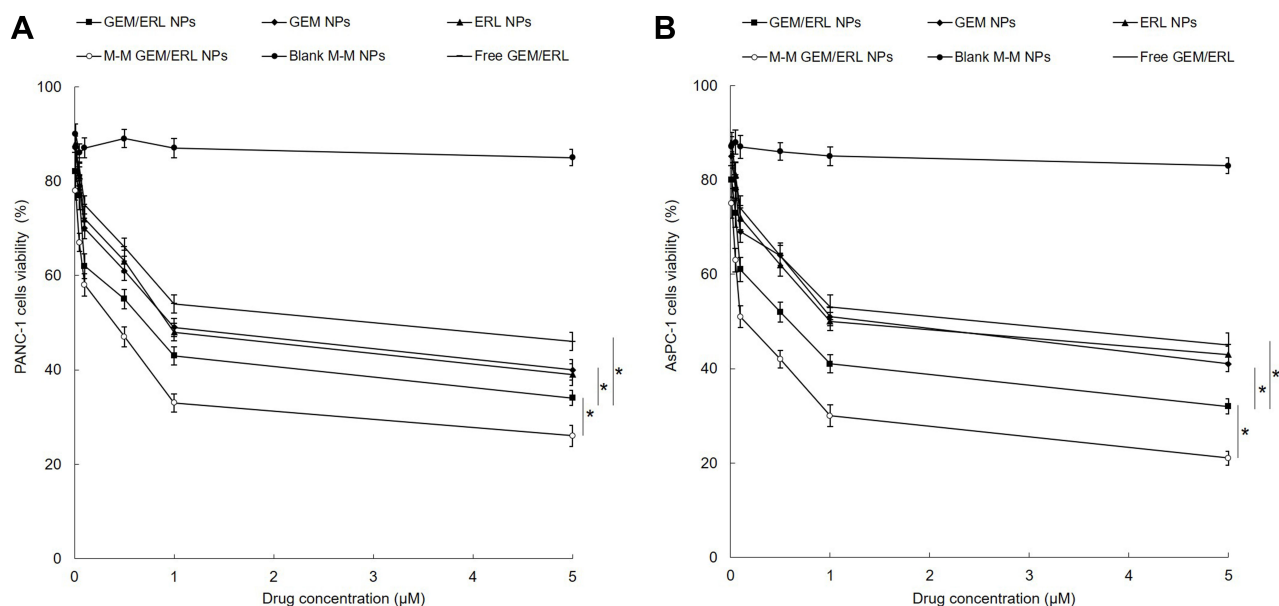 A
GEM/ERL NPs GEM NPs ERL NPs
M-M GEM/ERL NPs Blank M-M NPs Free GEM/ERL
100
80
60
40
20
0
PANC-1 cells viability (%)
0 1 2 3 4 5
Drug concentration (µM)
*
*
*
B
GEM/ERL NPs GEM NPs ERL NPs
M-M GEM/ERL NPs Blank M-M NPs Free GEM/ERL
100
80
60
40
20
0
AsPC-1 cells viability (%)
0 1 2 3 4 5
Drug concentration (µM)
*
*
*